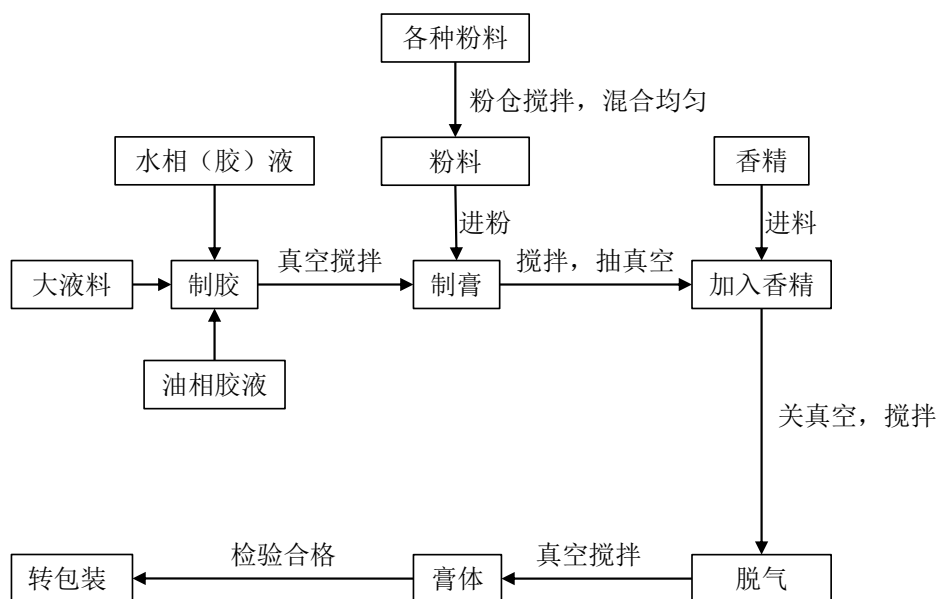 各种粉料
粉仓搅拌，混合均匀
水相（胶）液
粉料
香精
进粉
进料
真空搅拌
搅拌，抽真空
大液料
制胶
制膏
加入香精
油相胶液
关真空，搅拌
检验合格
真空搅拌
转包装
膏体
脱气